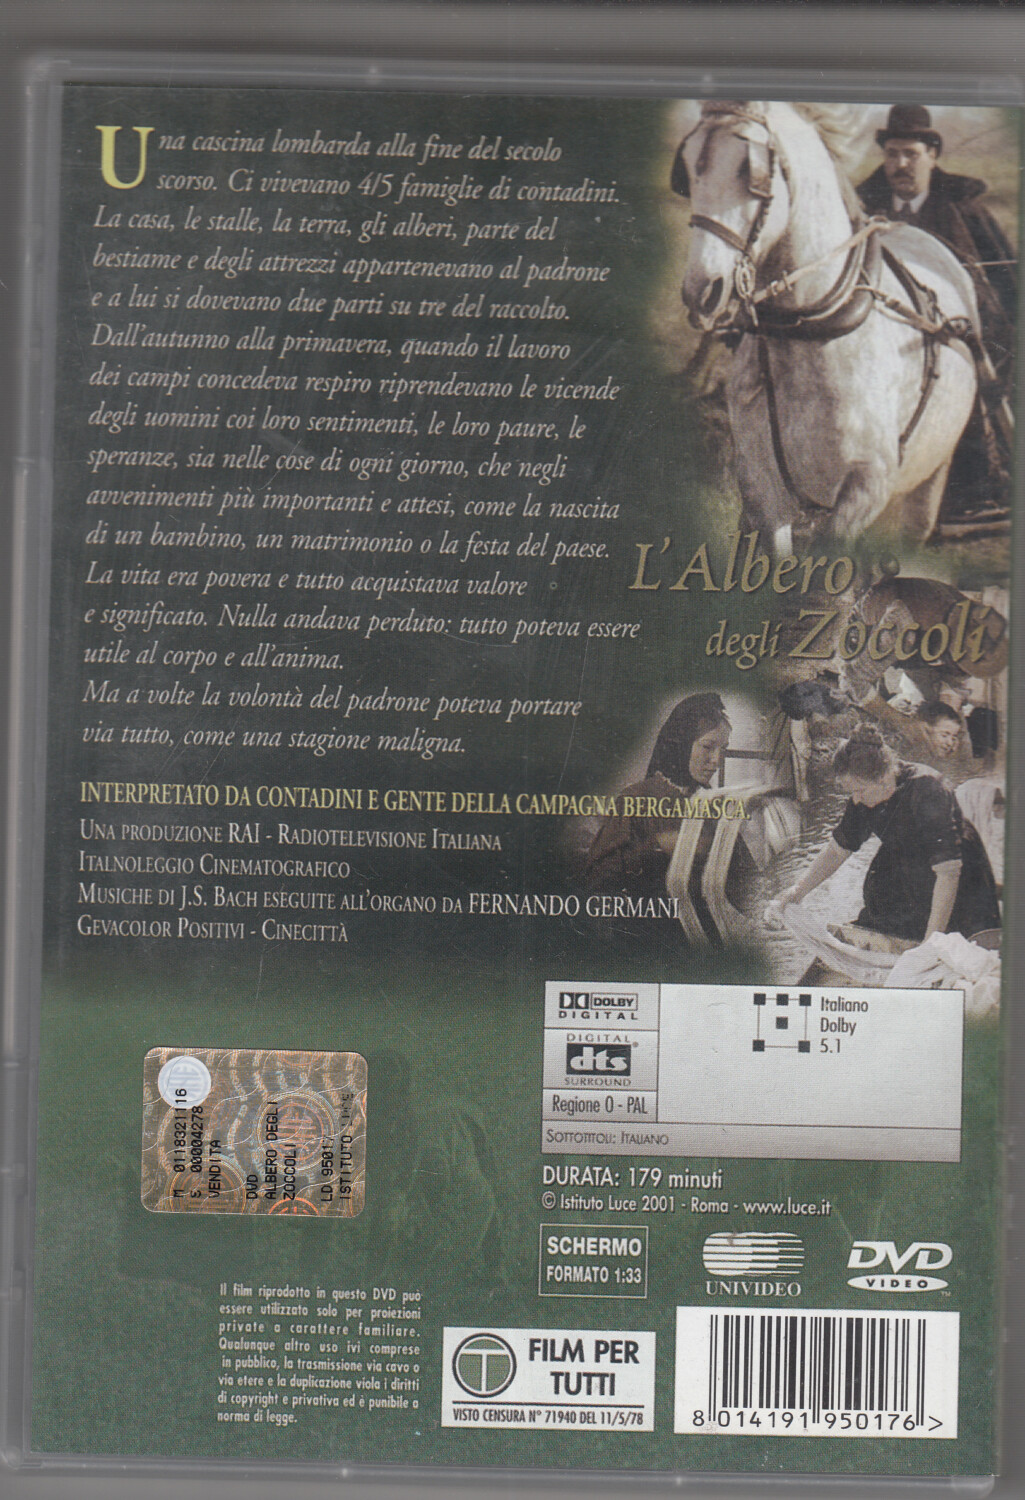 Una cascina lombarda alla fine del secolo
scorso. Ci vivevano 4/5 famiglie di contadini.
La casa, le stalle, la terra, gli alberi, parte del
bestiame e degli attrezzi appartenevano al padrone
e a lui si dovevano due parti su tre del raccolto.
Dall'autunno alla primavera, quando il lavoro
dei campi concedeva respiro riprendevano le vicende
degli uomini coi loro sentimenti, le loro paure, le
speranze, sia nelle cose di ogni giorno, che negli
avvenimenti più importanti e attesi, come la nascita
di un bambino, un matrimonio o la festa del paese.
La vita era povera e tutto acquistava valore
e significato. Nulla andava perduto: tutto poteva essere
utile al corpo e all'anima.
Ma a volte la volontà del padrone poteva portare
via tutto, come una stagione maligna.
L'Albero
degli Zoccoli
INTERPRETATO DA CONTADINI E GENTE DELLA CAMPAGNA BERGAMASCA.
UNA PRODUZIONE RAI - RADIOTELEVISIONE ITALIANA
ITALNOLEGGIO CINEMATOGRAFICO
MUSICHE DI J.S. BACH ESEGUITE ALL'ORGANO DA FERNANDO GERMANI
GEVACOLOR POSITIVI - CINECITTÀ
DOLBY
DIGITAL
DIGITAL
dts®
SURROUND
Regione 0 - PAL
Italiano
Dolby
5.1
SOTTOTITOLI: ITALIANO
DURATA: 179 minuti
© Istituto Luce 2001 - Roma - www.luce.it
SCHERMO
FORMATO 1:33
UNIVIDEO
DVD
VIDEO™
M 0118321116
S 00004278
VENDITA
DVD
ALBERO DEGLI
ZOCCOLI
LD 95017
ISTITUTO LUCE
Il film riprodotto in questo DVD può
essere utilizzato solo per proiezioni
private a carattere familiare.
Qualunque altro uso ivi comprese
in pubblico, la trasmissione via cavo o
via etere e la duplicazione viola i diritti
di copyright e privativa ed è punibile a
norma di legge.
T
FILM PER
TUTTI
VISTO CENSURA N° 71940 DEL 11/5/78
8 014191 950176 >